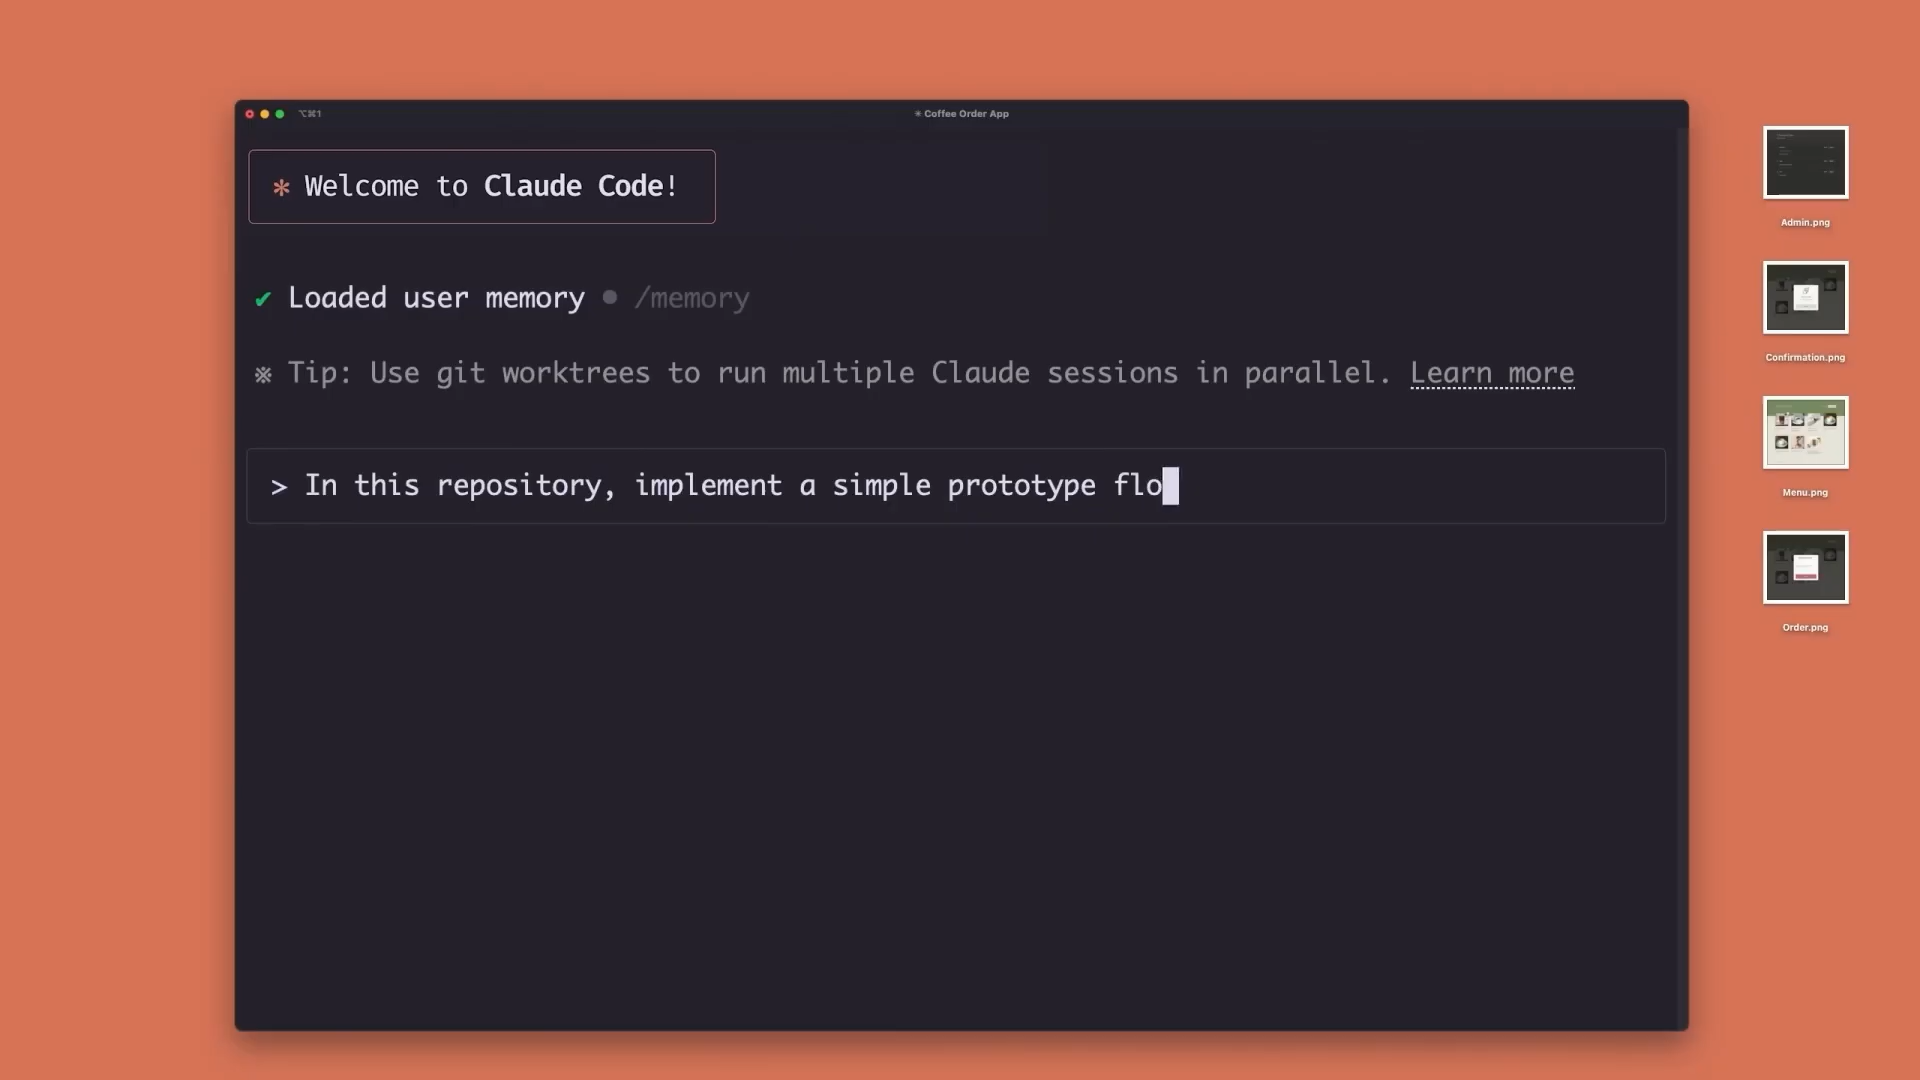 ⌥⌘1
✳ Coffee Order App
✻ Welcome to Claude Code!
✔ Loaded user memory • /memory
※ Tip: Use git worktrees to run multiple Claude sessions in parallel. Learn more
> In this repository, implement a simple prototype flo
Admin.png
Confirmation.png
Menu.png
Order.png